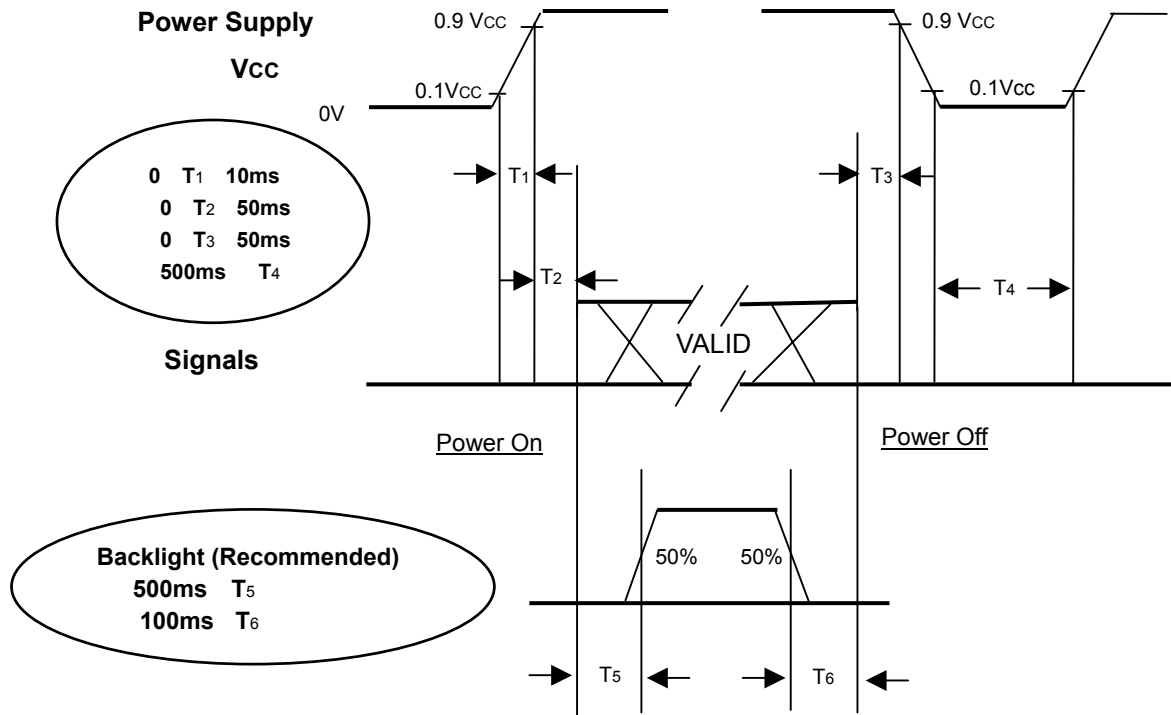 Power Supply
VCC
0.9 VCC
0.1VCC
0V
0.9 VCC
0.1Vcc
0 T1 10ms
0 T2 50ms
0 T3 50ms
500ms T4
T1
T2
T3
T4
VALID
Signals
Power On
Power Off
Backlight (Recommended)
500ms T5
100ms T6
50%
50%
T5
T6